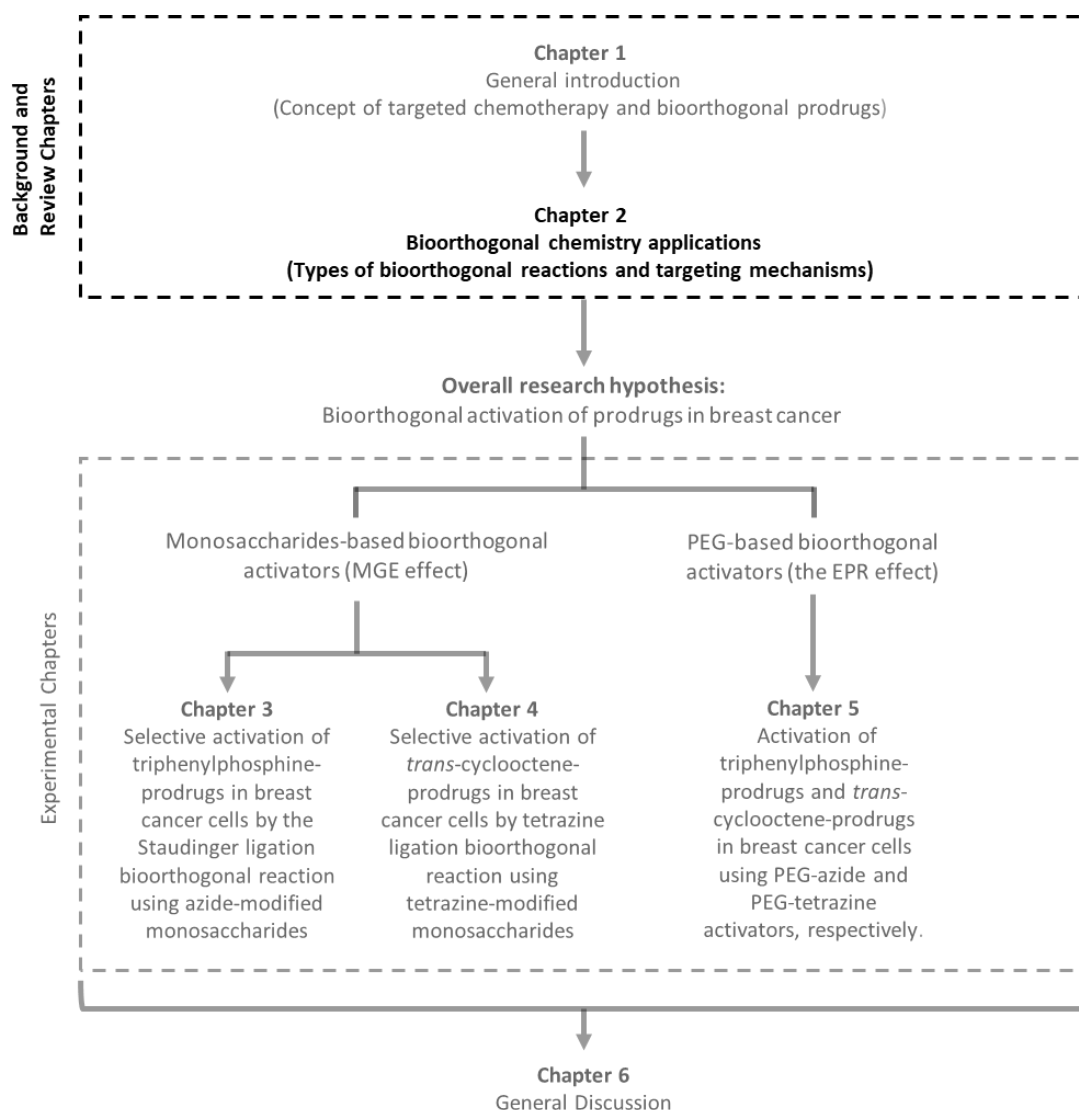 Background and
Review Chapters
Chapter 1
General introduction
(Concept of targeted chemotherapy and bioorthogonal prodrugs)
Chapter 2
Bioorthogonal chemistry applications
(Types of bioorthogonal reactions and targeting mechanisms)
Overall research hypothesis:
Bioorthogonal activation of prodrugs in breast cancer
Experimental Chapters
Monosaccharides-based bioorthogonal
activators (MGE effect)
PEG-based bioorthogonal
activators (the EPR effect)
Chapter 3
Selective activation of
triphenylphosphine-
prodrugs in breast
cancer cells by the
Staudinger ligation
bioorthogonal reaction
using azide-modified
monosaccharides
Chapter 4
Selective activation of
trans-cyclooctene-
prodrugs in breast
cancer cells by tetrazine
ligation bioorthogonal
reaction using
tetrazine-modified
monosaccharides
Chapter 5
Activation of
triphenylphosphine-
prodrugs and trans-
cyclooctene-prodrugs
in breast cancer cells
using PEG-azide and
PEG-tetrazine
activators, respectively.
Chapter 6
General Discussion